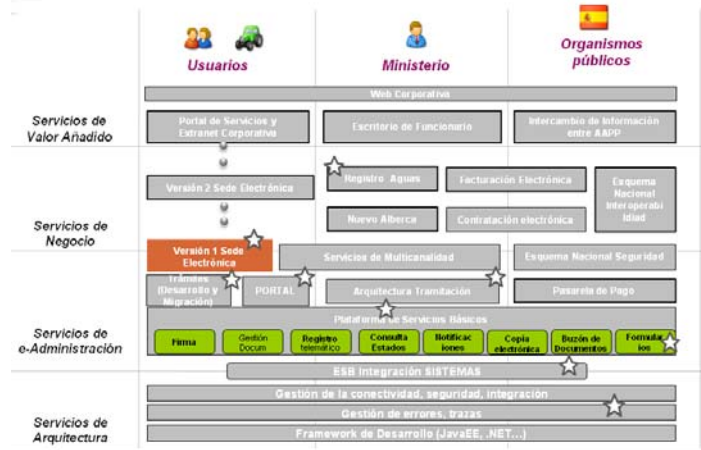 Usuarios
Ministerio
Organismos
públicos
Web Corporativa
Servicios de
Valor Añadido
Portal de Servicios y
Extranet Corporativa
Escritorio de Funcionario
Intercambio de Información
entre AAPP
Servicios de
Negocio
Versión 2 Sede Electrónica
Registro Aguas
Facturación Electrónica
Esquema
Nacional
Interoperabi
lidiad
Nuevo Alberca
Contratación electrónica
Versión 1 Sede
Electrónica
Servicios de Multicanalidad
Esquema Nacional Seguridad
Servicios de
e-Administración
Trámites
(Desarrollo y
Migración)
PORTAL
Arquitectura Tramitación
Pasarela de Pago
Plataforma de Servicios Básicos
Firma
Gestión
Docum
Registro
telemático
Consulta
Estados
Notificac
iones
Copia
electrónica
Buzón de
Documentos
Formular
ios
ESB Integración SISTEMAS
Servicios de
Arquitectura
Gestión de la conectividad, seguridad, integración
Gestión de errores, trazas
Framework de Desarrollo (JavaEE, .NET...)